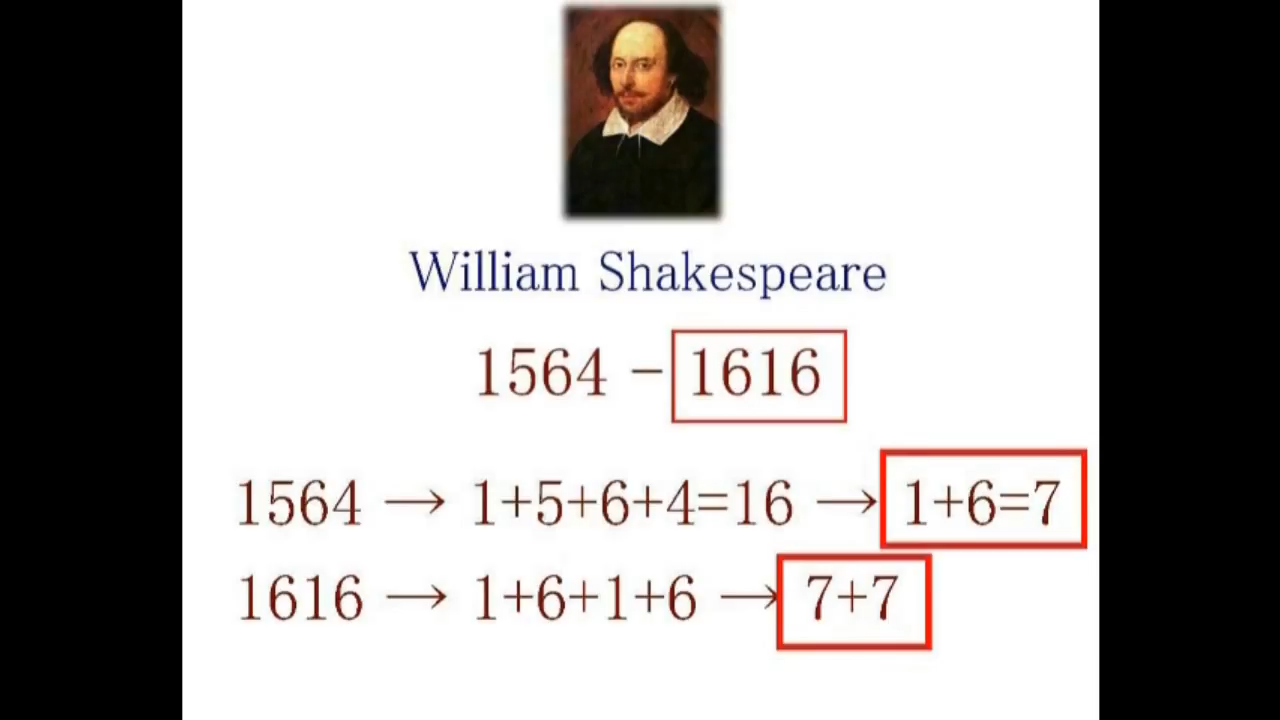 William Shakespeare
1564 − 1616
1564 → 1+5+6+4=16 → 1+6=7
1616 → 1+6+1+6 → 7+7